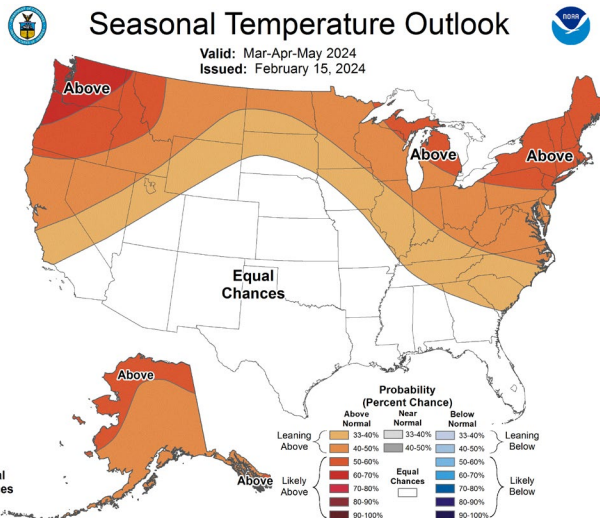 Seasonal Temperature Outlook
Valid: Mar-Apr-May 2024
Issued: February 15, 2024
NOAA
Above
Above
Above
Equal
Chances
Above
Above
Probability
(Percent Chance)
Above
Normal
Near
Normal
Below
Normal
Leaning
Above
33-40%
40-50%
33-40%
40-50%
33-40%
40-50%
Leaning
Below
Likely
Above
50-60%
60-70%
70-80%
80-90%
90-100%
Equal
Chances
50-60%
60-70%
70-80%
80-90%
90-100%
Likely
Below